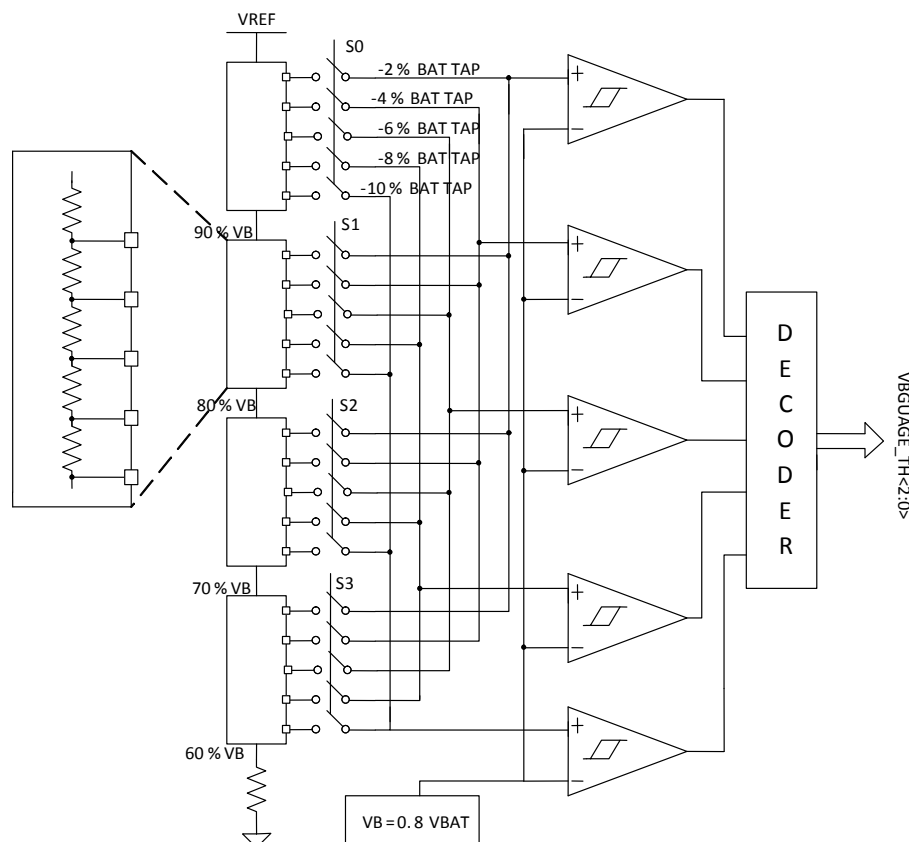 VREF
S0
-2 % BAT TAP
-4 % BAT TAP
-6 % BAT TAP
-8 % BAT TAP
-10 % BAT TAP
90 % VB
S1
80 % VB
S2
70 % VB
S3
60 % VB
VB = 0. 8 VBAT
+
−
+
−
+
−
+
−
+
−
DECODER
VBGUAGE_TH<2:0>